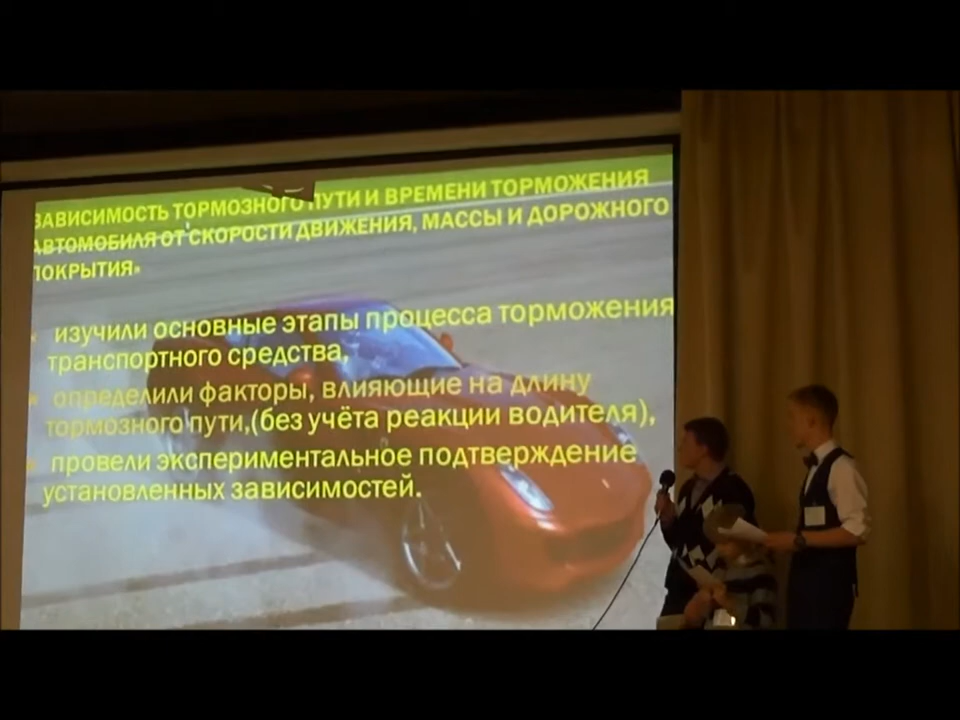 ЗАВИСИМОСТЬ ТОРМОЗНОГО ПУТИ И ВРЕМЕНИ ТОРМОЖЕНИЯ
АВТОМОБИЛЯ ОТ СКОРОСТИ ДВИЖЕНИЯ, МАССЫ И ДОРОЖНОГО
ПОКРЫТИЯ»
изучили основные этапы процесса торможения
транспортного средства,
определили факторы, влияющие на длину
тормозного пути,(без учёта реакции водителя),
провели экспериментальное подтверждение
установленных зависимостей.